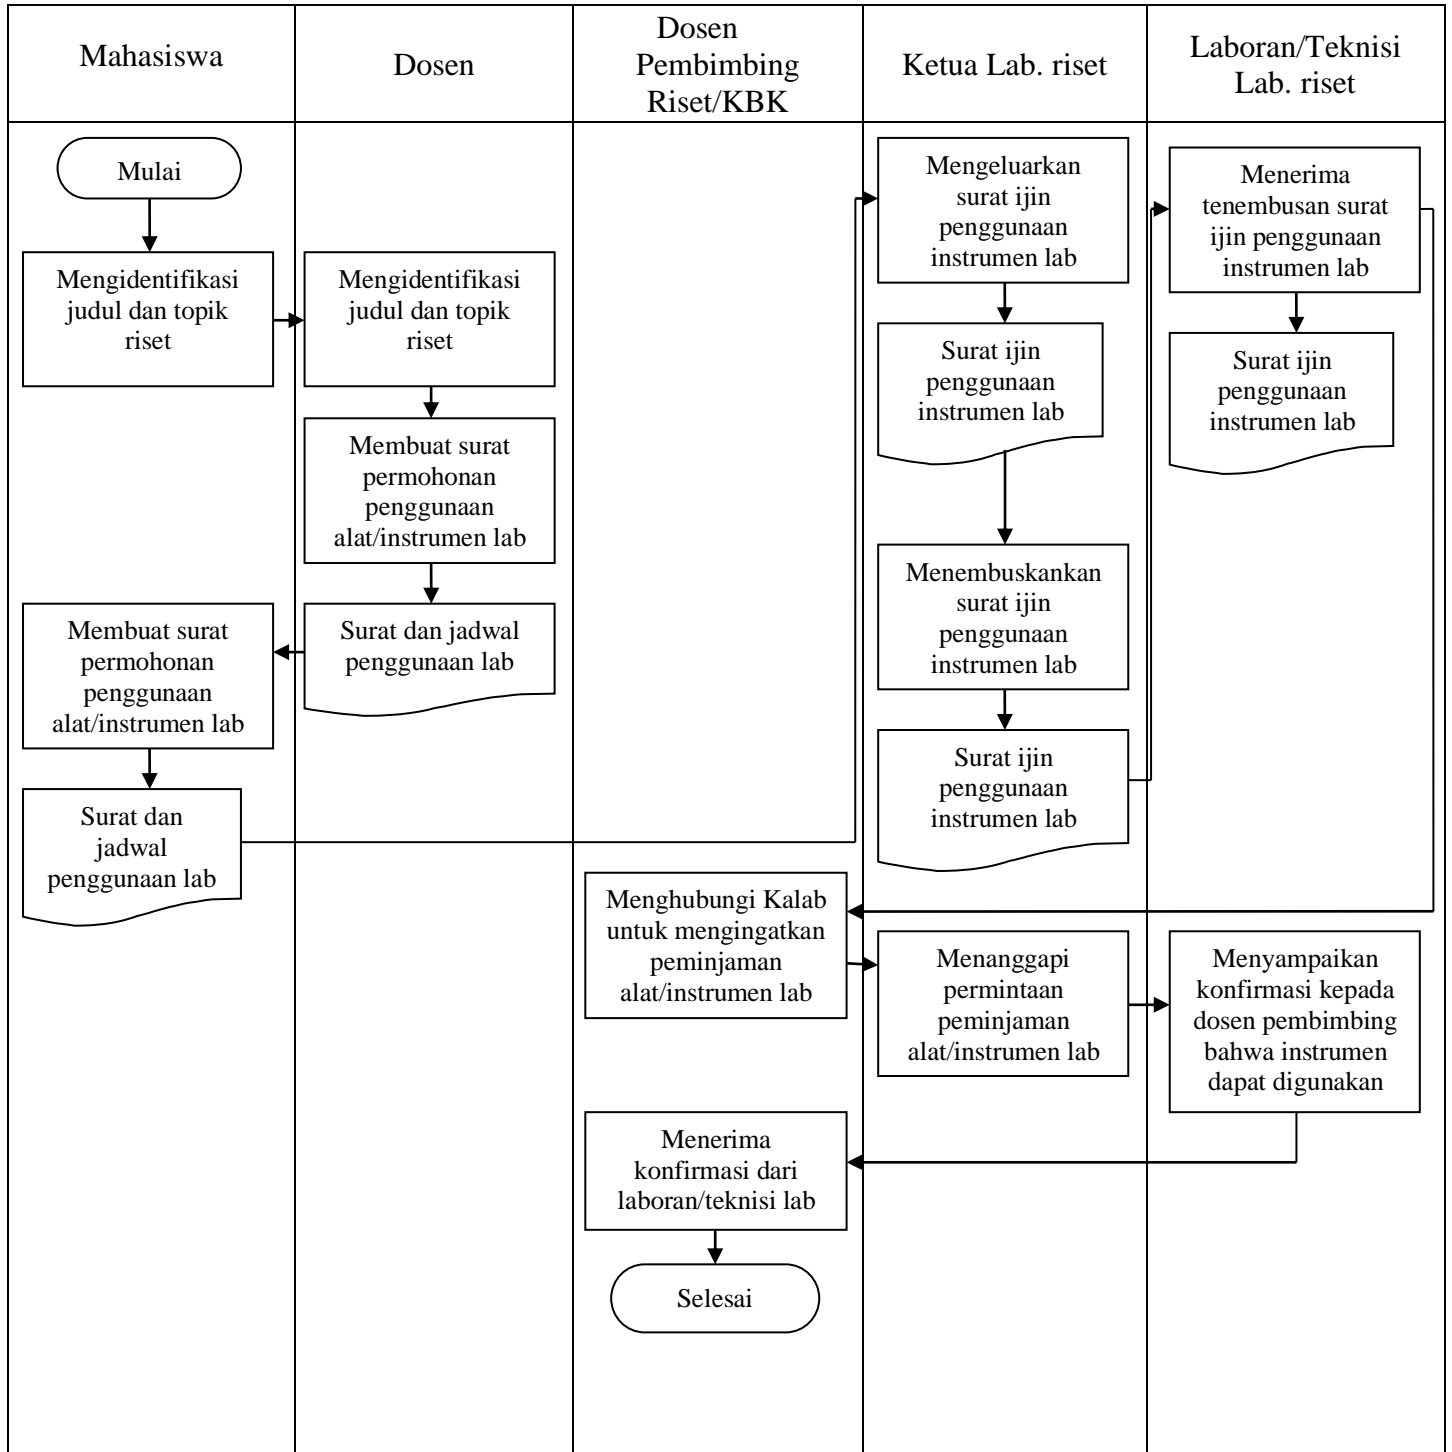 Mahasiswa
Dosen
Dosen
Pembimbing
Riset/KBK
Ketua Lab. riset
Laboran/Teknisi
Lab. riset
Mulai
Mengidentifikasi
judul dan topik
riset
Mengidentifikasi
judul dan topik
riset
Membuat surat
permohonan
penggunaan
alat/instrumen lab
Surat dan jadwal
penggunaan lab
Membuat surat
permohonan
penggunaan
alat/instrumen lab
Surat dan
jadwal
penggunaan lab
Mengeluarkan
surat ijin
penggunaan
instrumen lab
Surat ijin
penggunaan
instrumen lab
Menembuskankan
surat ijin
penggunaan
instrumen lab
Surat ijin
penggunaan
instrumen lab
Menerima
tenembusan surat
ijin penggunaan
instrumen lab
Surat ijin
penggunaan
instrumen lab
Menghubungi Kalab
untuk mengingatkan
peminjaman
alat/instrumen lab
Menanggapi
permintaan
peminjaman
alat/instrumen lab
Menyampaikan
konfirmasi kepada
dosen pembimbing
bahwa instrumen
dapat digunakan
Menerima
konfirmasi dari
laboran/teknisi lab
Selesai